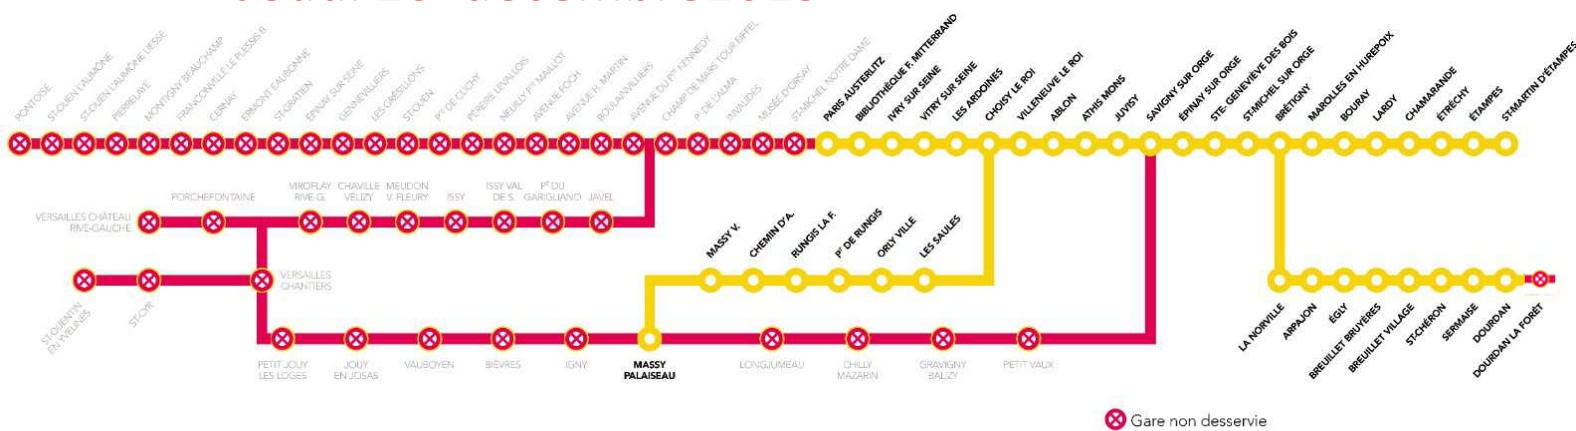 PONTOISE
ST-OUEN L'AUMÔNE
ST-OUEN L'AUMÔNE LIESSE
PIERRELAYE
MONTIGNY BEAUCHAMP
FRANCONVILLE LE PLESSIS B.
CERNAY
ERMONT EAUBONNE
ST-GRATIEN
ÉPINAY SUR SEINE
GENNEVILLIERS
LES GRÉSILLONS
ST-OUEN
Pᵗᵉ DE CLICHY
PÉREIRE LEVALLOIS
NEUILLY Pᵗᵉ MAILLOT
AVENUE FOCH
AVENUE H. MARTIN
BOULAINVILLIERS
AVENUE DU Pᵗ KENNEDY
CHAMP DE MARS TOUR EIFFEL
Pᵗ DE L'ALMA
INVALIDES
MUSÉE D'ORSAY
ST-MICHEL NOTRE DAME
PARIS AUSTERLITZ
BIBLIOTHÈQUE F. MITTERRAND
IVRY SUR SEINE
VITRY SUR SEINE
LES ARDOINES
CHOISY LE ROI
VILLENEUVE LE ROI
ABLON
ATHIS MONS
JUVISY
SAVIGNY SUR ORGE
ÉPINAY SUR ORGE
STE- GENEVIÈVE DES BOIS
ST-MICHEL SUR ORGE
BRÉTIGNY
MAROLLES EN HUREPOIX
BOURAY
LARDY
CHAMARANDE
ÉTRÉCHY
ÉTAMPES
ST-MARTIN D'ÉTAMPES
VERSAILLES CHÂTEAU
RIVE-GAUCHE
PORCHEFONTAINE
VIROFLAY
RIVE-G.
CHAVILLE
VÉLIZY
MEUDON
V. FLEURY
ISSY
ISSY VAL
DE S.
Pᵗ DU
GARIGLIANO
JAVEL
MASSY V.
CHEMIN D'A.
RUNGIS LA F.
Pᵗ DE RUNGIS
ORLY VILLE
LES SAULES
ST-QUENTIN
EN YVELINES
ST-CYR
VERSAILLES
CHANTIERS
LA NORVILLE
ARPAJON
ÉGLY
BREUILLET BRUYÈRES
BREUILLET VILLAGE
ST-CHÉRON
SERMAISE
DOURDAN
DOURDAN LA FORÊT
PETIT JOUY
LES LOGES
JOUY
EN JOSAS
VAUBOYEN
BIÈVRES
IGNY
MASSY
PALAISEAU
LONGJUMEAU
CHILLY
MAZARIN
GRAVIGNY
BALIZY
PETIT VAUX
Gare non desservie